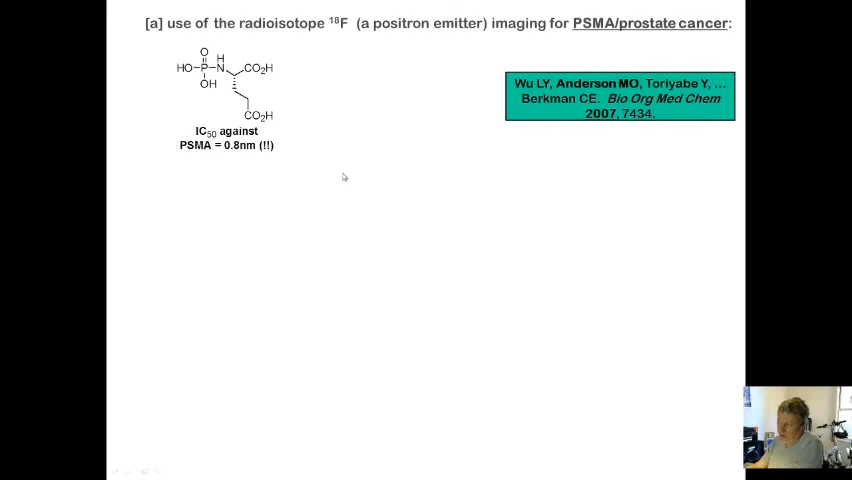 [a] use of the radioisotope ¹⁸F (a positron emitter) imaging for PSMA/prostate cancer:
O
HO P N H CO₂H
OH
CO₂H
IC₅₀ against
PSMA = 0.8nm (!!)
Wu LY, Anderson MO, Toriyabe Y, …
Berkman CE. Bio Org Med Chem
2007, 7434.